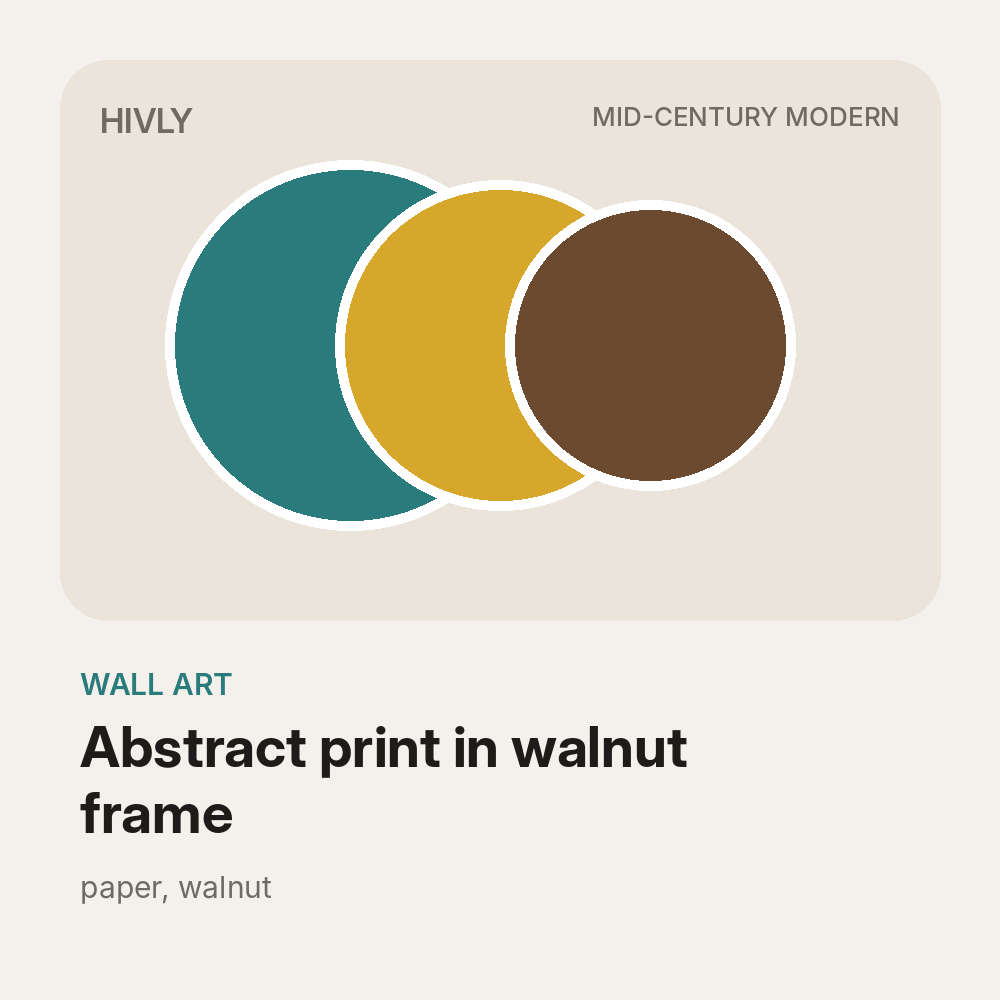 HIVLY
MID-CENTURY MODERN
WALL ART
Abstract print in walnut
frame
paper, walnut